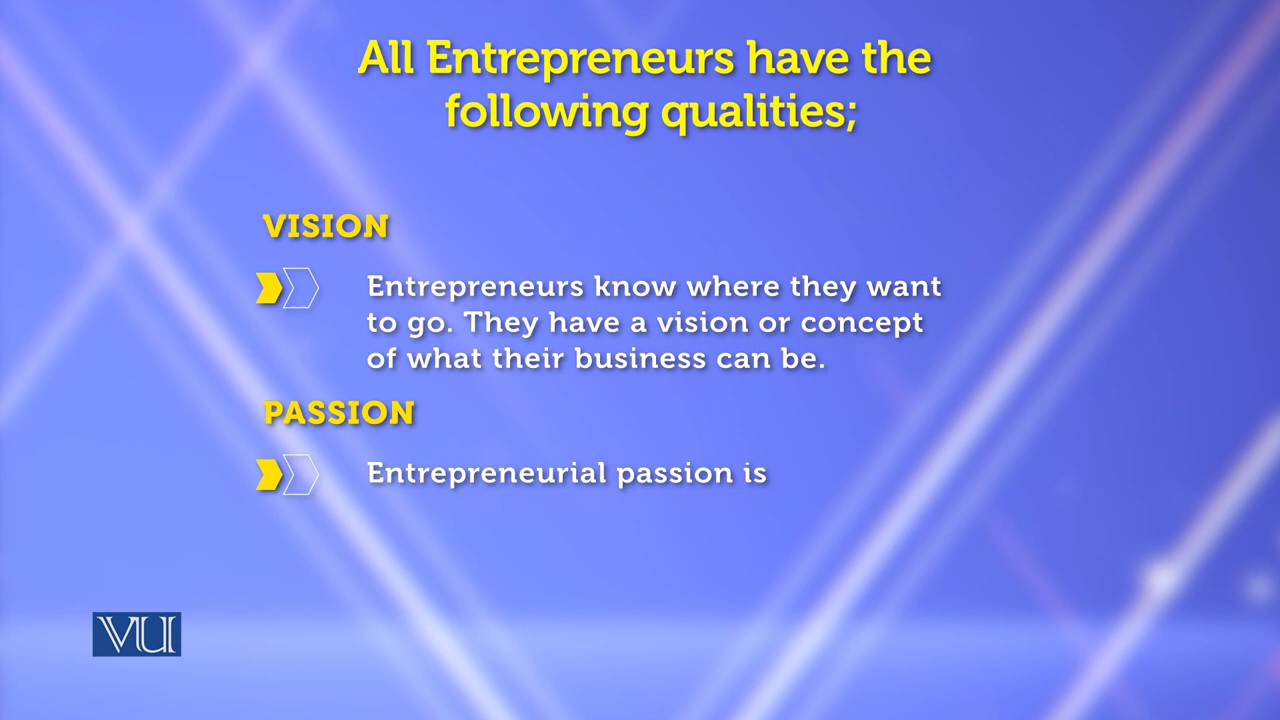 All Entrepreneurs have the
following qualities;
VISION
Entrepreneurs know where they want
to go. They have a vision or concept
of what their business can be.
PASSION
Entrepreneurial passion is
VU